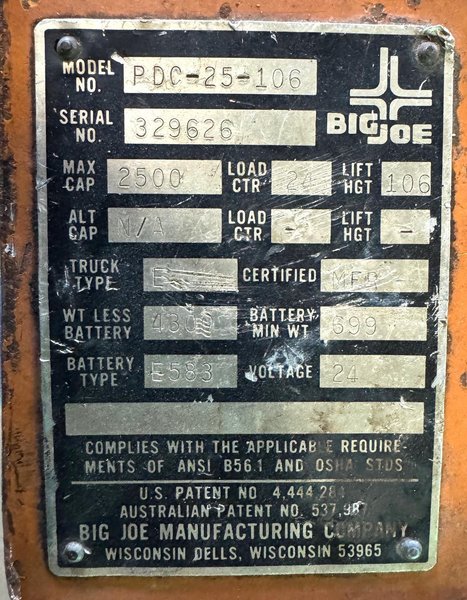 MODEL NO. PDC-25-106
SERIAL NO. 329626
BIG JOE
MAX CAP 2500 LOAD CTR 24 LIFT HGT 106
ALT CAP N/A LOAD CTR - LIFT HGT -
TRUCK TYPE E CERTIFIED MFR -
WT LESS BATTERY BATTERY MIN WT 699
BATTERY TYPE E583 VOLTAGE 24
COMPLIES WITH THE APPLICABLE REQUIRE-
MENTS OF ANSI B56.1 AND OSHA STDS
U.S. PATENT NO. 4,444,284
AUSTRALIAN PATENT NO. 537,987
BIG JOE MANUFACTURING COMPANY
WISCONSIN DELLS, WISCONSIN 53965